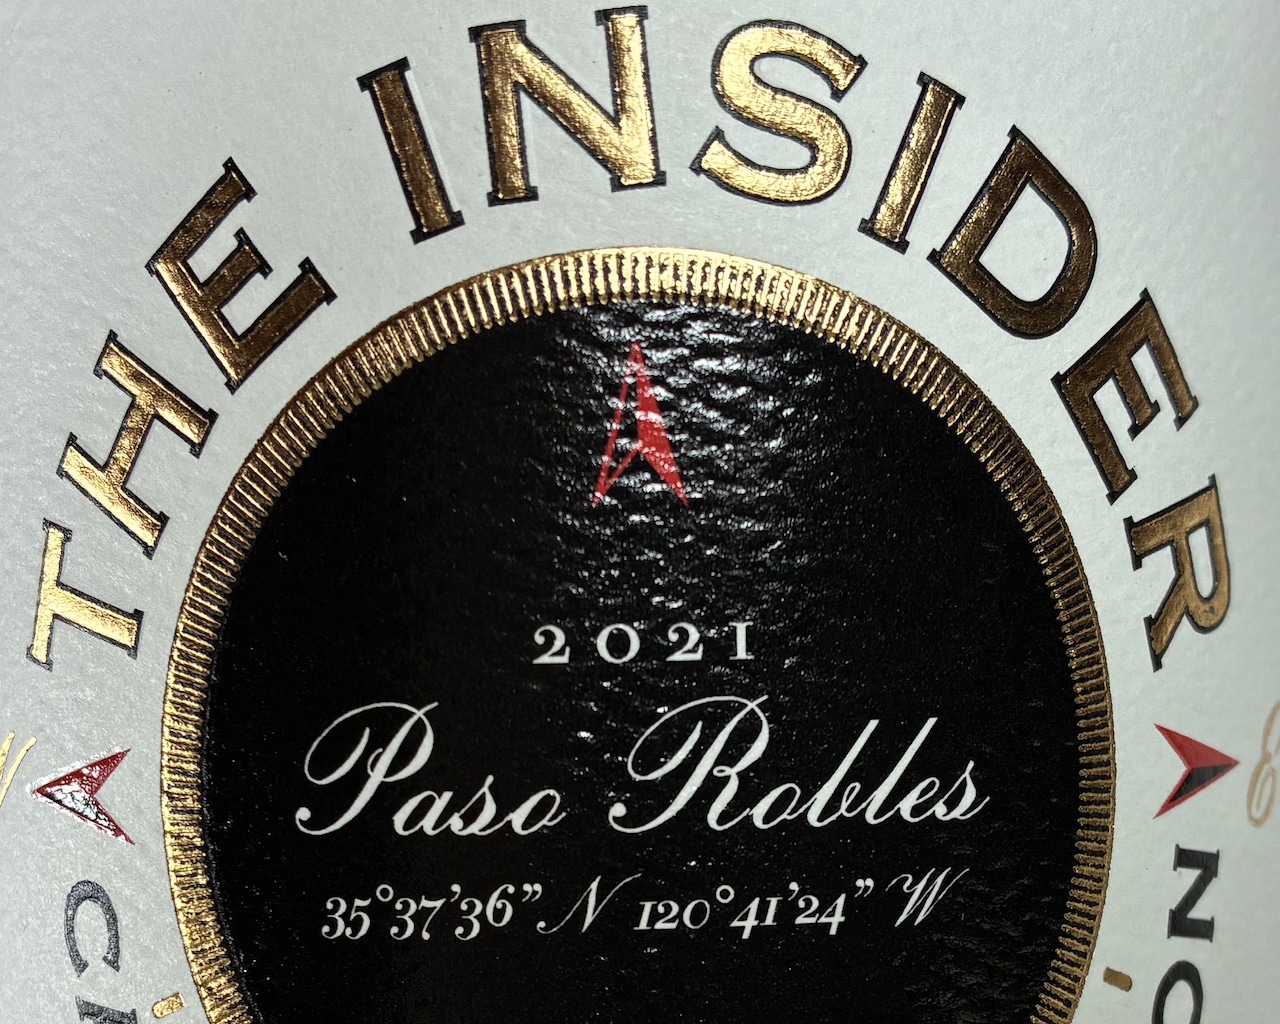 THE INSIDER
2021
Paso Robles
35°37'36" N 120°41'24" W